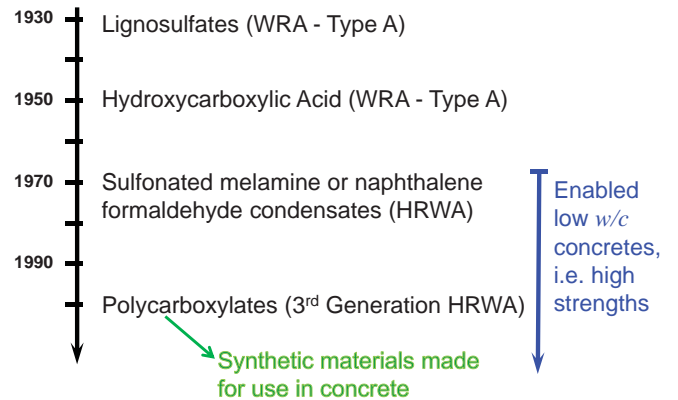 1930 Lignosulfates (WRA - Type A)
1950 Hydroxycarboxylic Acid (WRA - Type A)
1970 Sulfonated melamine or naphthalene
formaldehyde condensates (HRWA)
1990
Polycarboxylates (3rd Generation HRWA)
Synthetic materials made
for use in concrete
Enabled
low w/c
concretes,
i.e. high
strengths